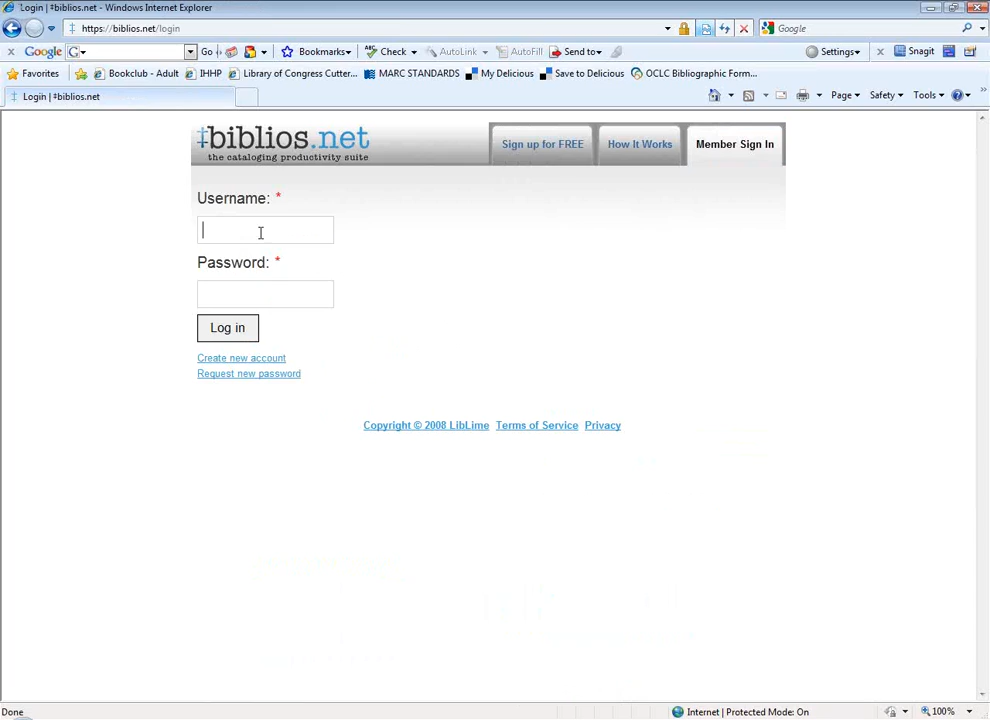 Login | ‡biblios.net - Windows Internet Explorer
https://biblios.net/login
Google
Google
G
Go
Bookmarks
ABC Check
AutoLink
AutoFill
Send to
Settings
Snagit
Favorites
Bookclub - Adult
IHHP
Library of Congress Cutter...
MARC STANDARDS
My Delicious
Save to Delicious
OCLC Bibliographic Form...
Login | ‡biblios.net
Page
Safety
Tools
»
‡biblios.net
the cataloging productivity suite
Sign up for FREE
How It Works
Member Sign In
Username: *
Password: *
Log in
Create new account
Request new password
Copyright © 2008 LibLime Terms of Service Privacy
Done
Internet | Protected Mode: On
100%